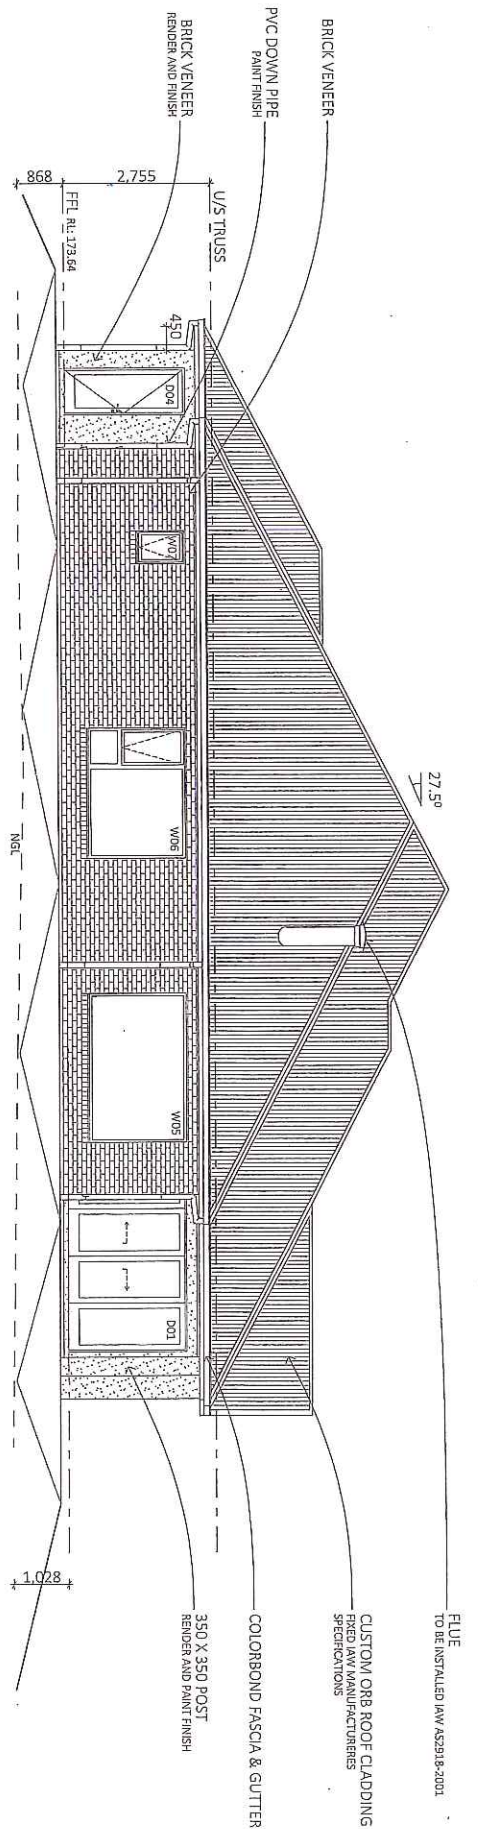 BRICK VENEER
PVC DOWN PIPE
PAINT FINISH
BRICK VENEER
RENDER AND FINISH
U/S TRUSS
2,755
868
FFL RL: 173.64
450
D04
W07
W06
W05
D01
27.5°
NGL
1,028
FLUE
TO BE INSTALLED IAW AS2918-2001
CUSTOM ORB ROOF CLADDING
FIXED IAW MANUFACTURERES
SPECIFICATIONS
COLORBOND FASCIA & GUTTER
350 X 350 POST
RENDER AND PAINT FINISH